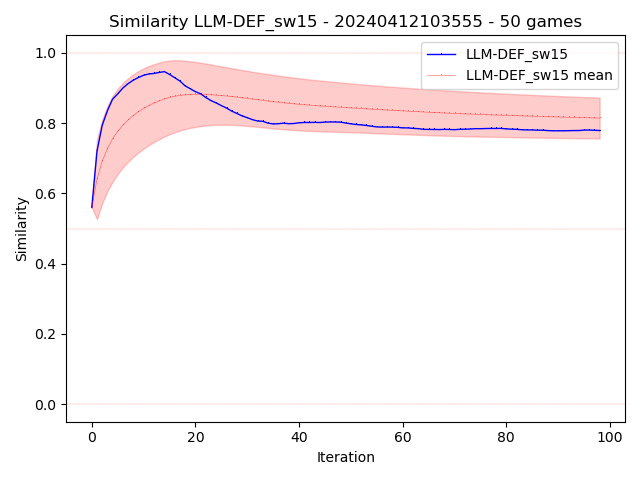 Similarity LLM-DEF_sw15 - 20240412103555 - 50 games
LLM-DEF_sw15
LLM-DEF_sw15 mean
1.0
0.8
0.6
0.4
0.2
0.0
Similarity
0 20 40 60 80 100
Iteration